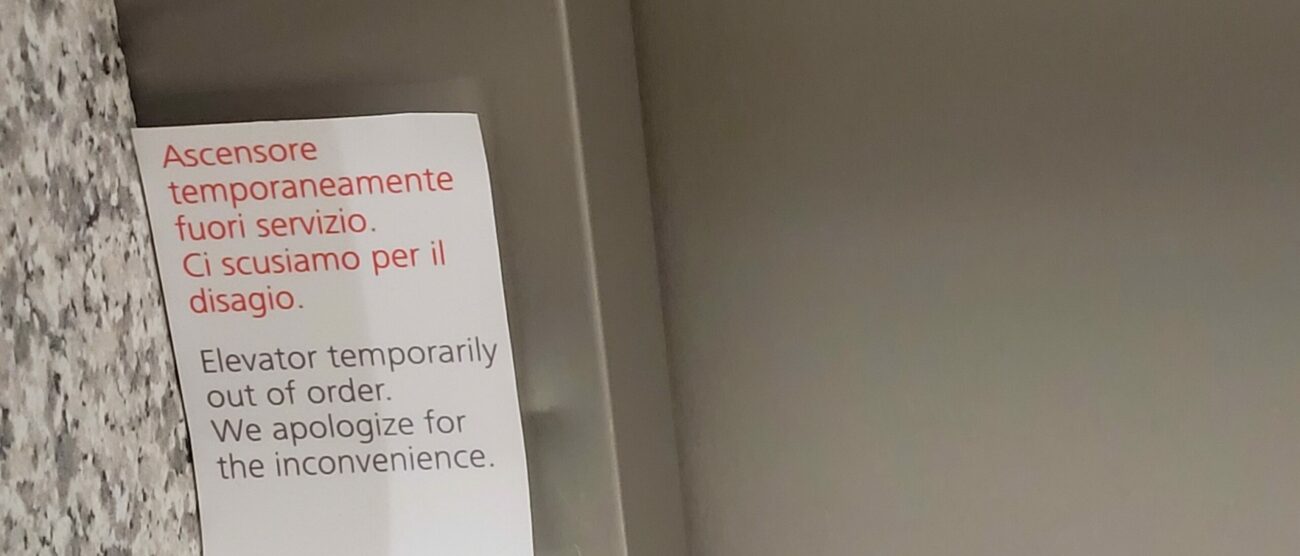 Ascensore
temporaneamente
fuori servizio.
Ci scusiamo per il
disagio.
Elevator temporarily
out of order.
We apologize for
the inconvenience.